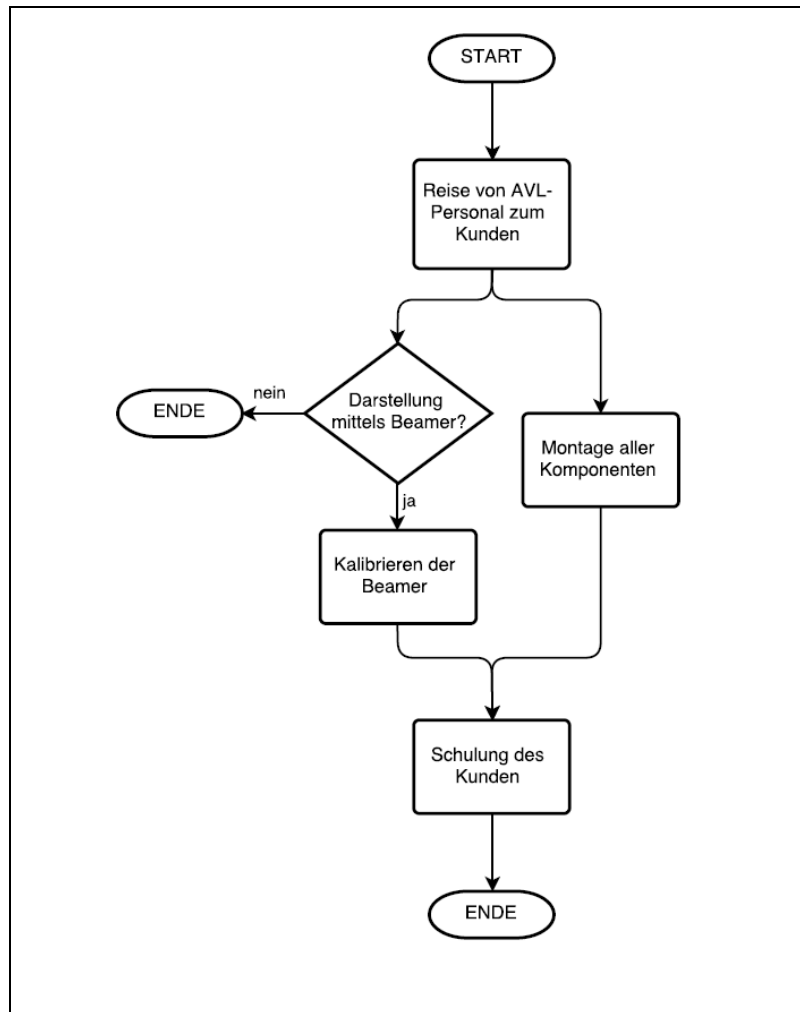 START
Reise von AVL-
Personal zum
Kunden
nein
ENDE
Darstellung
mittels Beamer?
Montage aller
Komponenten
ja
Kalibrieren der
Beamer
Schulung des
Kunden
ENDE